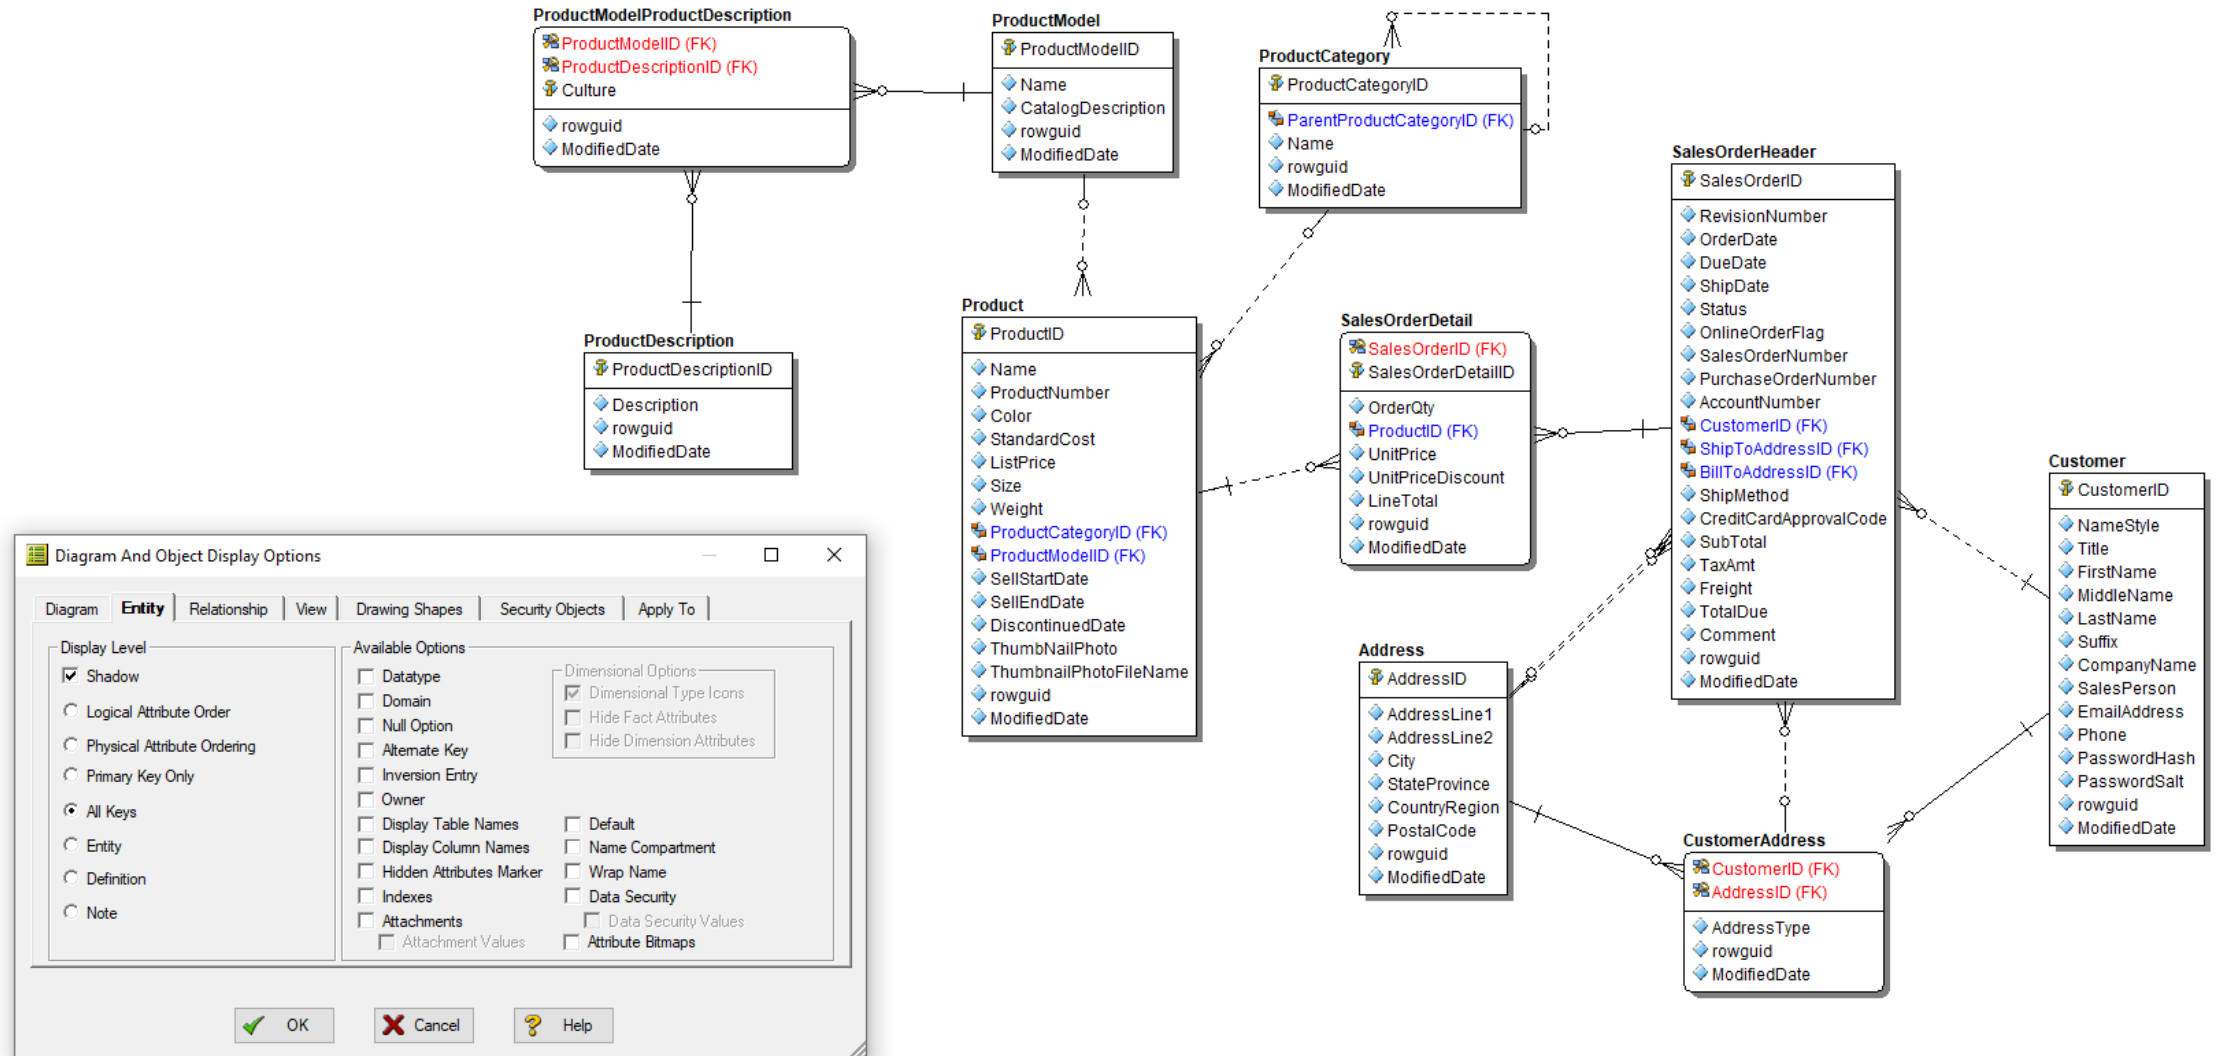 ProductModelProductDescription
ProductModelID (FK)
ProductDescriptionID (FK)
Culture
rowguid
ModifiedDate
ProductModel
ProductModelID
Name
CatalogDescription
rowguid
ModifiedDate
ProductCategory
ProductCategoryID
ParentProductCategoryID (FK)
Name
rowguid
ModifiedDate
SalesOrderHeader
SalesOrderID
RevisionNumber
OrderDate
DueDate
ShipDate
Status
OnlineOrderFlag
SalesOrderNumber
PurchaseOrderNumber
AccountNumber
CustomerID (FK)
ShipToAddressID (FK)
BillToAddressID (FK)
ShipMethod
CreditCardApprovalCode
SubTotal
TaxAmt
Freight
TotalDue
Comment
rowguid
ModifiedDate
ProductDescription
ProductDescriptionID
Description
rowguid
ModifiedDate
Product
ProductID
Name
ProductNumber
Color
StandardCost
ListPrice
Size
Weight
ProductCategoryID (FK)
ProductModelID (FK)
SellStartDate
SellEndDate
DiscontinuedDate
ThumbNailPhoto
ThumbnailPhotoFileName
rowguid
ModifiedDate
SalesOrderDetail
SalesOrderID (FK)
SalesOrderDetailID
OrderQty
ProductID (FK)
UnitPrice
UnitPriceDiscount
LineTotal
rowguid
ModifiedDate
Customer
CustomerID
NameStyle
Title
FirstName
MiddleName
LastName
Suffix
CompanyName
SalesPerson
EmailAddress
Phone
PasswordHash
PasswordSalt
rowguid
ModifiedDate
Address
AddressID
AddressLine1
AddressLine2
City
StateProvince
CountryRegion
PostalCode
rowguid
ModifiedDate
CustomerAddress
CustomerID (FK)
AddressID (FK)
AddressType
rowguid
ModifiedDate
Diagram And Object Display Options
Diagram Entity Relationship View Drawing Shapes Security Objects Apply To
Display Level
Shadow
Logical Attribute Order
Physical Attribute Ordering
Primary Key Only
All Keys
Entity
Definition
Note
Available Options
Datatype
Domain
Null Option
Alternate Key
Inversion Entry
Owner
Display Table Names
Display Column Names
Hidden Attributes Marker
Indexes
Attachments
Attachment Values
Dimensional Options
Dimensional Type Icons
Hide Fact Attributes
Hide Dimension Attributes
Default
Name Compartment
Wrap Name
Data Security
Data Security Values
Attribute Bitmaps
OK Cancel Help